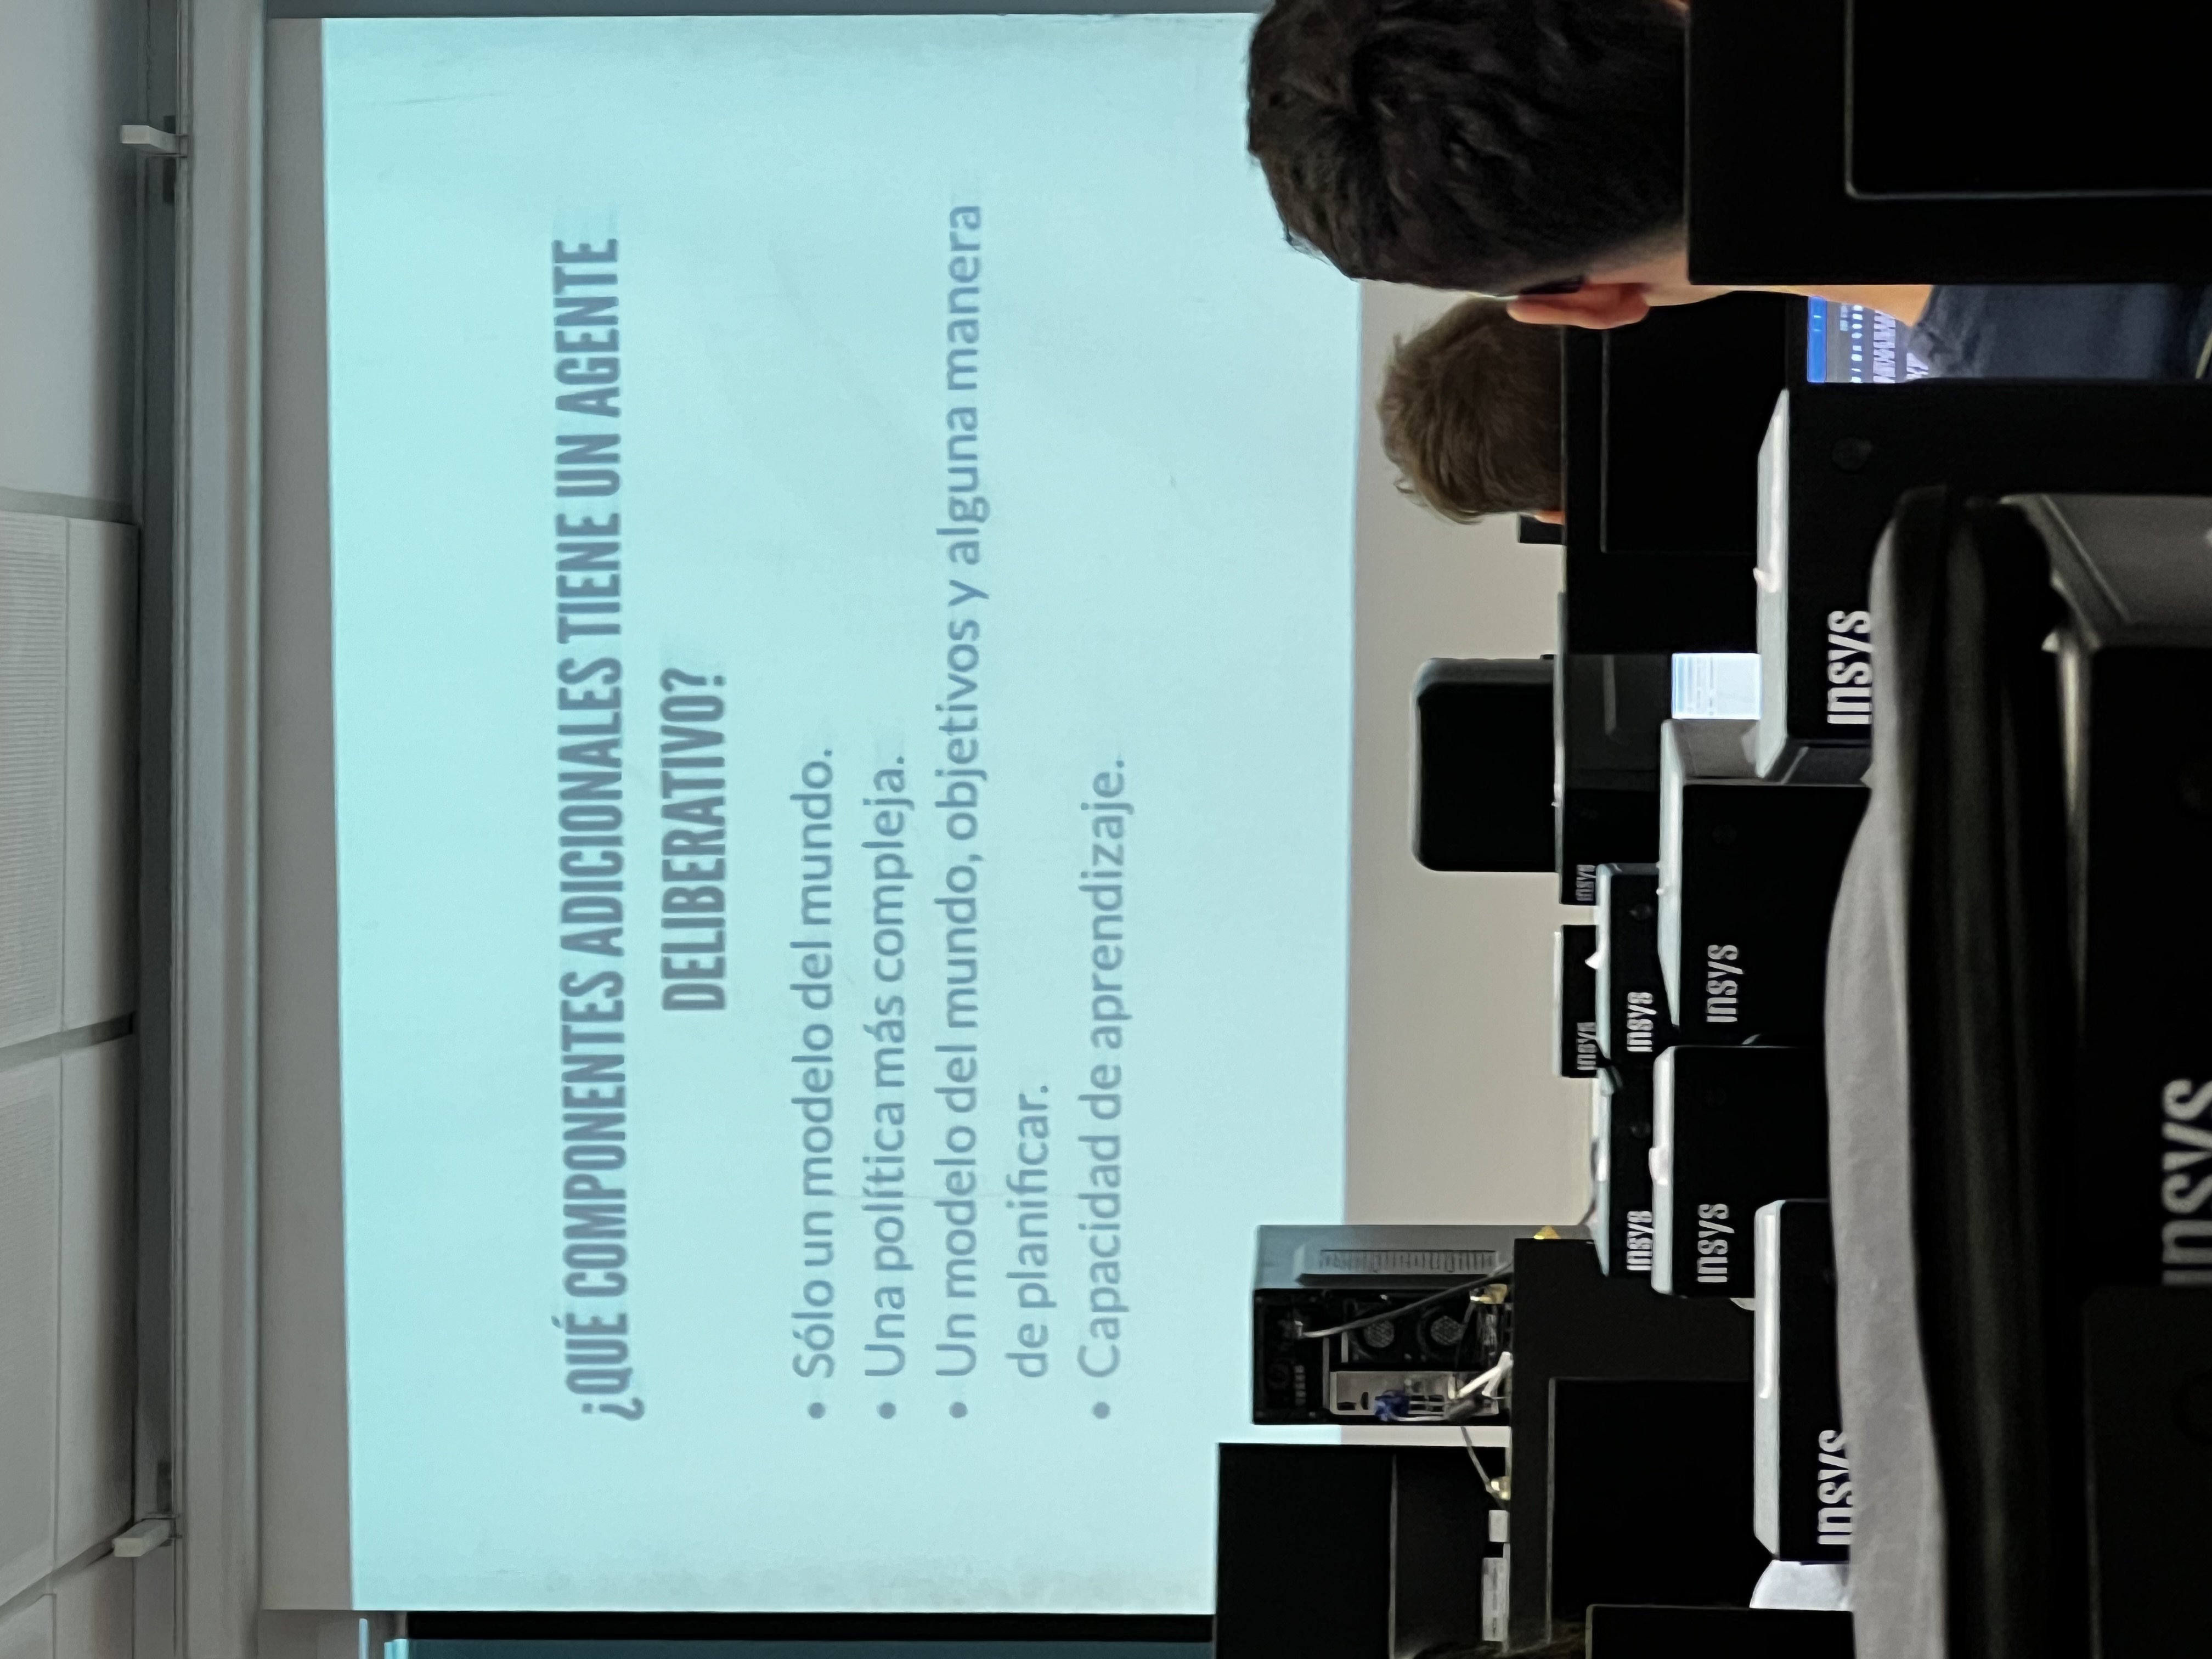 ¿QUÉ COMPONENTES ADICIONALES TIENE UN AGENTE
DELIBERATIVO?
• Sólo un modelo del mundo.
• Una política más compleja.
• Un modelo del mundo, objetivos y alguna manera
de planificar.
• Capacidad de aprendizaje.
insys
insys
insys
insys
insys
insys
insys
insys
insys